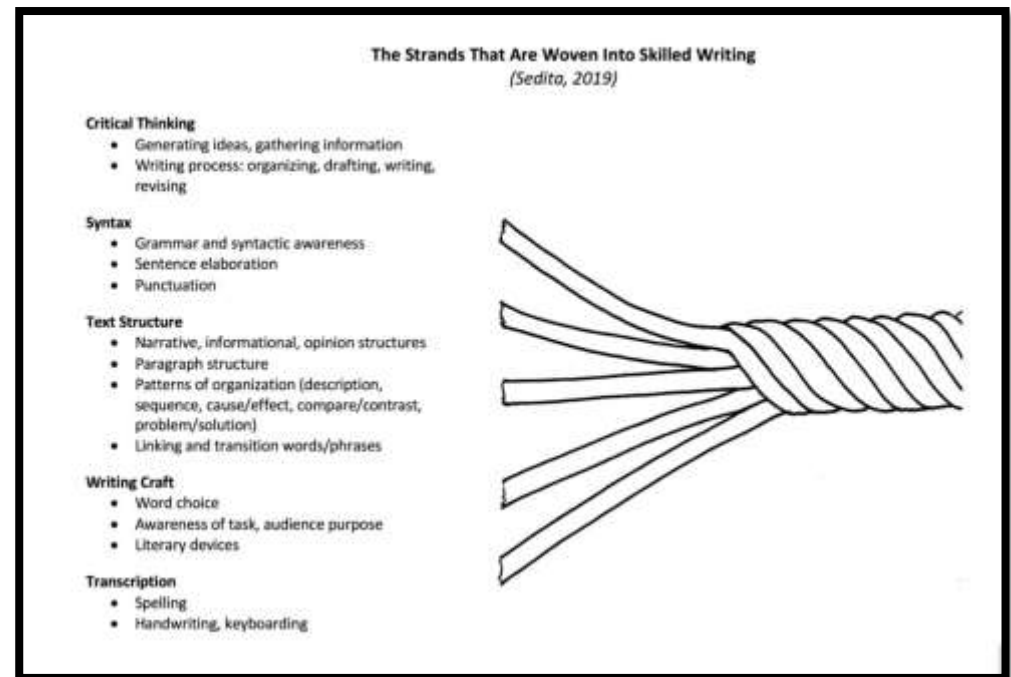 The Strands That Are Woven Into Skilled Writing
(Sedita, 2019)
Critical Thinking
• Generating ideas, gathering information
• Writing process: organizing, drafting, writing,
revising
Syntax
• Grammar and syntactic awareness
• Sentence elaboration
• Punctuation
Text Structure
• Narrative, informational, opinion structures
• Paragraph structure
• Patterns of organization (description,
sequence, cause/effect, compare/contrast,
problem/solution)
• Linking and transition words/phrases
Writing Craft
• Word choice
• Awareness of task, audience purpose
• Literary devices
Transcription
• Spelling
• Handwriting, keyboarding